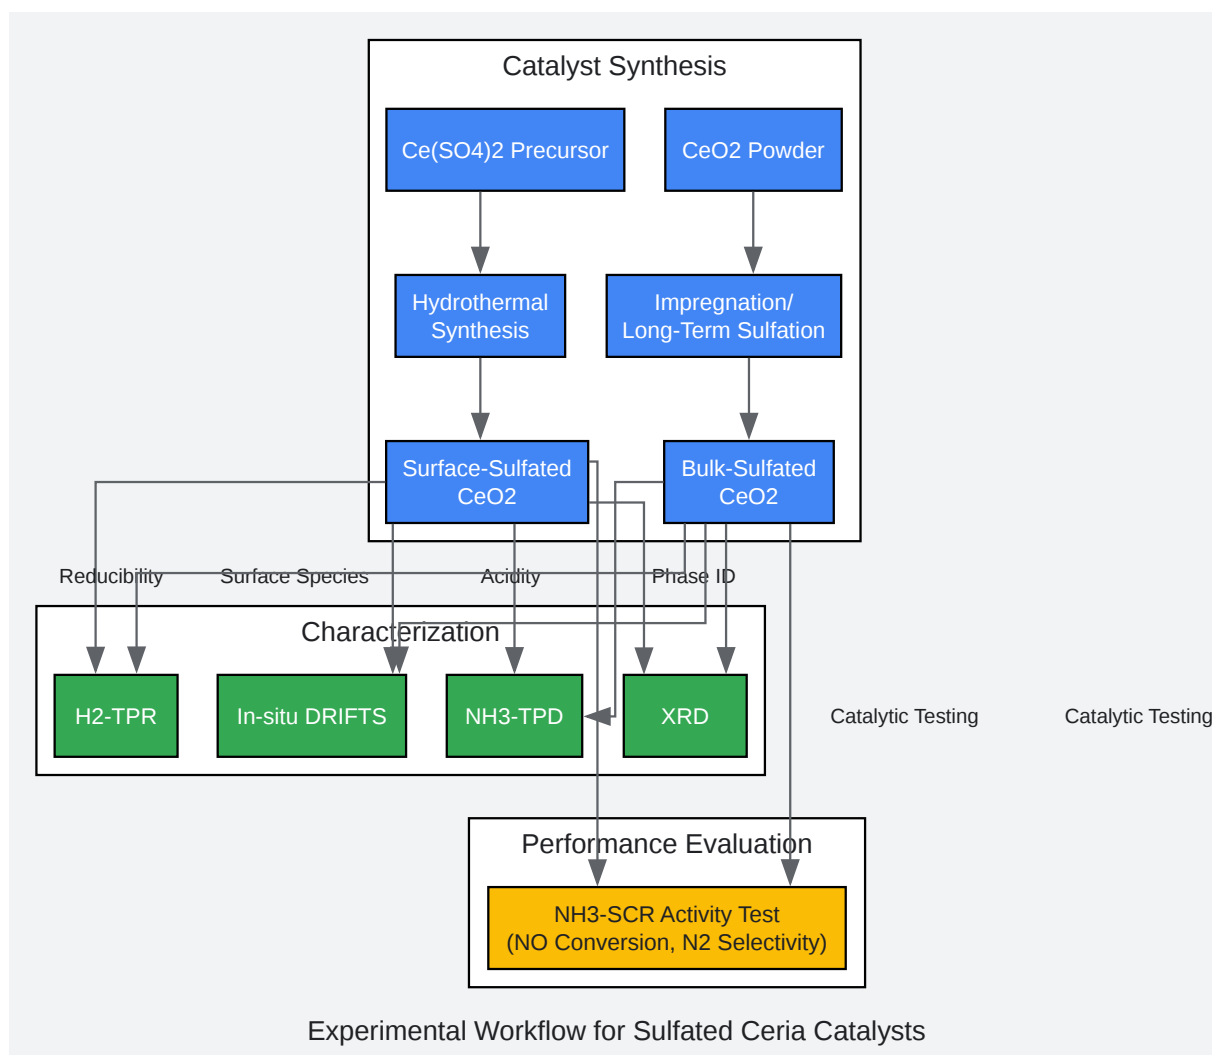 Catalyst Synthesis
Ce(SO4)2 Precursor
CeO2 Powder
Hydrothermal
Synthesis
Impregnation/
Long-Term Sulfation
Surface-Sulfated
CeO2
Bulk-Sulfated
CeO2
Reducibility
Surface Species
Acidity
Phase ID
Characterization
H2-TPR
In-situ DRIFTS
NH3-TPD
XRD
Catalytic Testing
Catalytic Testing
Performance Evaluation
NH3-SCR Activity Test
(NO Conversion, N2 Selectivity)
Experimental Workflow for Sulfated Ceria Catalysts